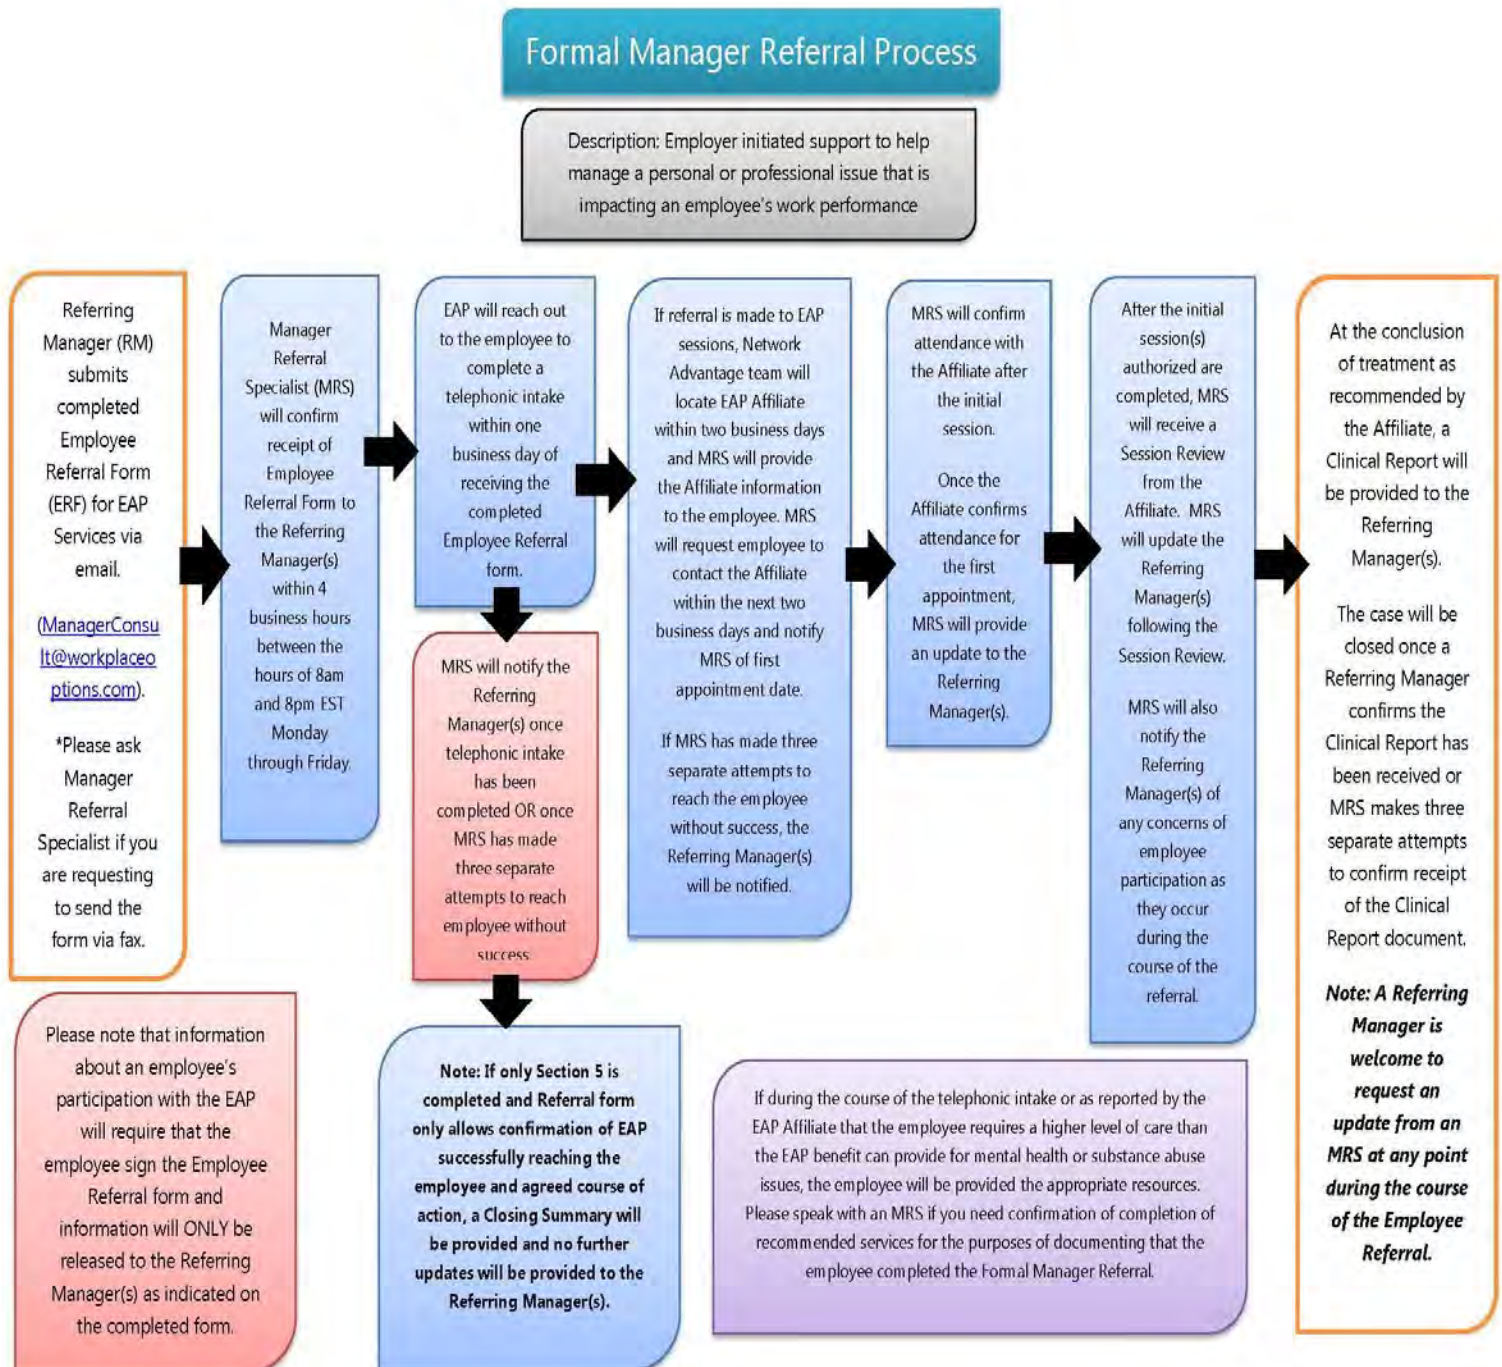 Formal Manager Referral Process
Description: Employer initiated support to help
manage a personal or professional issue that is
impacting an employee's work performance
Referring
Manager (RM)
submits
completed
Employee
Referral Form
(ERF) for EAP
Services via
email.
(ManagerConsu
lt@workplaceo
ptions.com).
*Please ask
Manager
Referral
Specialist if you
are requesting
to send the
form via fax.
Manager
Referral
Specialist (MRS)
will confirm
receipt of
Employee
Referral Form to
the Referring
Manager(s)
within 4
business hours
between the
hours of 8am
and 8pm EST
Monday
through Friday.
EAP will reach out
to the employee to
complete a
telephonic intake
within one
business day of
receiving the
completed
Employee Referral
form.
MRS will notify the
Referring
Manager(s) once
telephonic intake
has been
completed OR once
MRS has made
three separate
attempts to reach
employee without
success
If referral is made to EAP
sessions, Network
Advantage team will
locate EAP Affiliate
within two business days
and MRS will provide
the Affiliate information
to the employee. MRS
will request employee to
contact the Affiliate
within the next two
business days and notify
MRS of first
appointment date.
If MRS has made three
separate attempts to
reach the employee
without success, the
Referring Manager(s)
will be notified.
MRS will confirm
attendance with
the Affiliate after
the initial
session.
Once the
Affiliate confirms
attendance for
the first
appointment,
MRS will provide
an update to the
Referring
Manager(s).
After the initial
session(s)
authorized are
completed, MRS
will receive a
Session Review
from the
Affiliate. MRS
will update the
Referring
Manager(s)
following the
Session Review.
MRS will also
notify the
Referring
Manager(s) of
any concerns of
employee
participation as
they occur
during the
course of the
referral.
At the conclusion
of treatment as
recommended by
the Affiliate, a
Clinical Report will
be provided to the
Referring
Manager(s).
The case will be
closed once a
Referring Manager
confirms the
Clinical Report has
been received or
MRS makes three
separate attempts
to confirm receipt
of the Clinical
Report document.
Note: A Referring
Manager is
welcome to
request an
update from an
MRS at any point
during the course
of the Employee
Referral.
Please note that information
about an employee's
participation with the EAP
will require that the
employee sign the Employee
Referral form and
information will ONLY be
released to the Referring
Manager(s) as indicated on
the completed form.
Note: If only Section 5 is
completed and Referral form
only allows confirmation of EAP
successfully reaching the
employee and agreed course of
action, a Closing Summary will
be provided and no further
updates will be provided to the
Referring Manager(s).
If during the course of the telephonic intake or as reported by the
EAP Affiliate that the employee requires a higher level of care than
the EAP benefit can provide for mental health or substance abuse
issues, the employee will be provided the appropriate resources.
Please speak with an MRS if you need confirmation of completion of
recommended services for the purposes of documenting that the
employee completed the Formal Manager Referral.